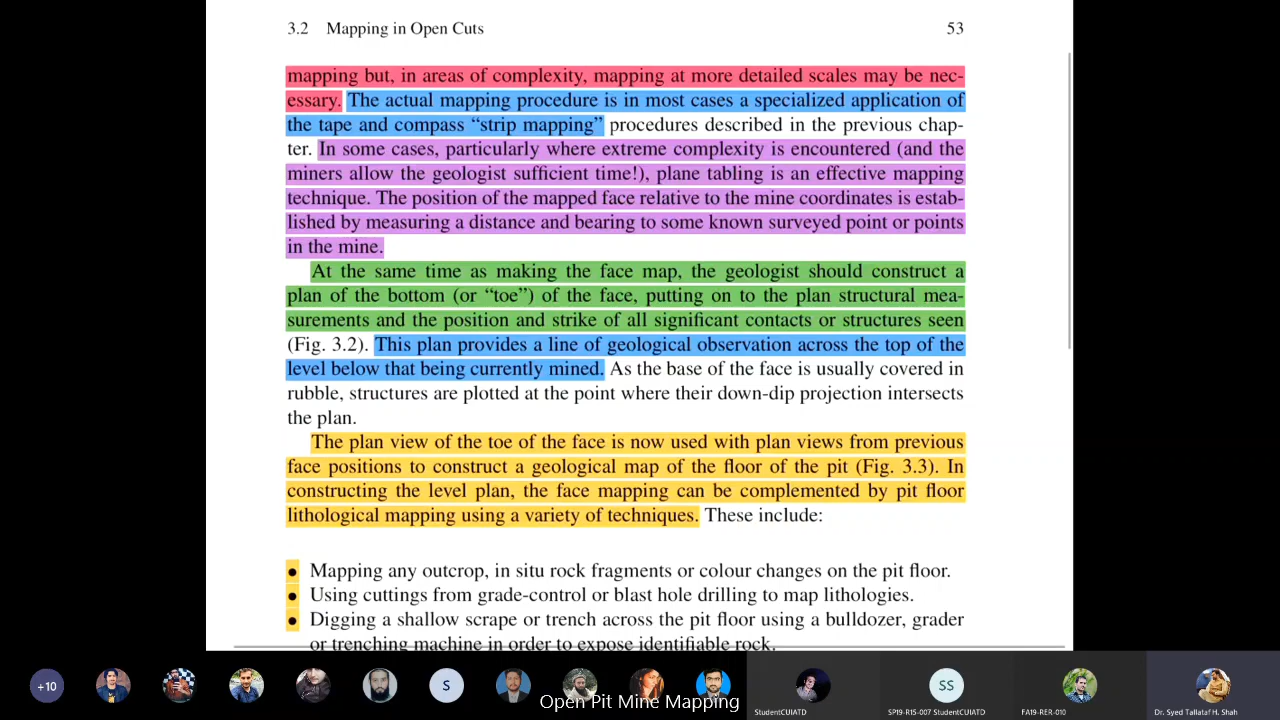 3.2 Mapping in Open Cuts 53
mapping but, in areas of complexity, mapping at more detailed scales may be nec-
essary. The actual mapping procedure is in most cases a specialized application of
the tape and compass “strip mapping” procedures described in the previous chap-
ter. In some cases, particularly where extreme complexity is encountered (and the
miners allow the geologist sufficient time!), plane tabling is an effective mapping
technique. The position of the mapped face relative to the mine coordinates is estab-
lished by measuring a distance and bearing to some known surveyed point or points
in the mine.
At the same time as making the face map, the geologist should construct a
plan of the bottom (or “toe”) of the face, putting on to the plan structural mea-
surements and the position and strike of all significant contacts or structures seen
(Fig. 3.2). This plan provides a line of geological observation across the top of the
level below that being currently mined. As the base of the face is usually covered in
rubble, structures are plotted at the point where their down-dip projection intersects
the plan.
The plan view of the toe of the face is now used with plan views from previous
face positions to construct a geological map of the floor of the pit (Fig. 3.3). In
constructing the level plan, the face mapping can be complemented by pit floor
lithological mapping using a variety of techniques. These include:
● Mapping any outcrop, in situ rock fragments or colour changes on the pit floor.
● Using cuttings from grade-control or blast hole drilling to map lithologies.
● Digging a shallow scrape or trench across the pit floor using a bulldozer, grader
or trenching machine in order to expose identifiable rock.
+10
S
SS
Open Pit Mine Mapping
StudentCUIATD
SP19-R15-007 StudentCUIATD
FA19-RER-010
Dr. Syed Tallataf H. Shah